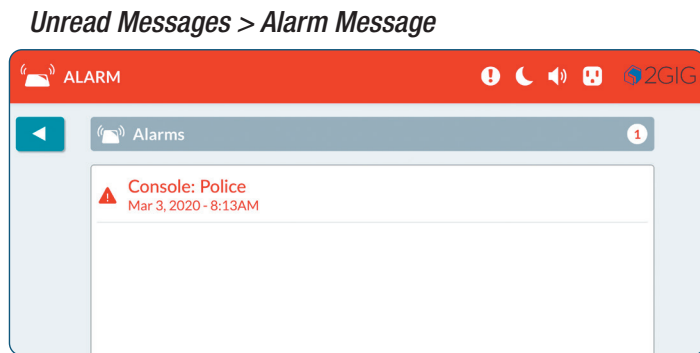 Unread Messages > Alarm Message
ALARM
2GIG
Alarms
1
Console: Police
Mar 3, 2020 - 8:13AM